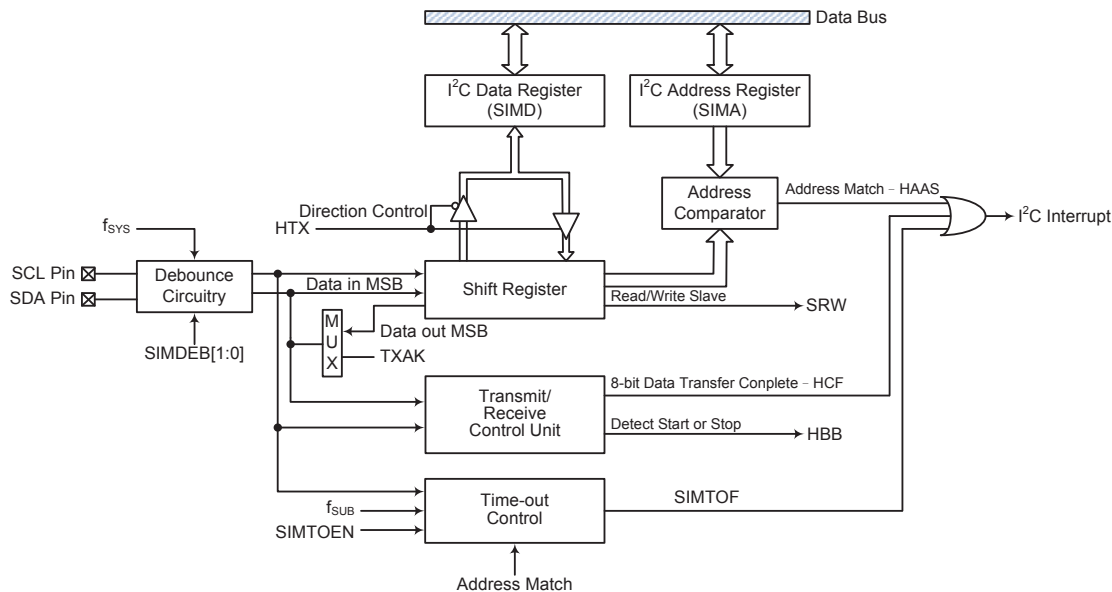 Data Bus
I²C Data Register
(SIMD)
I²C Address Register
(SIMA)
Direction Control
HTX
Address
Comparator
Address Match - HAAS
I²C Interrupt
fSYS
SCL Pin
SDA Pin
Debounce
Circuitry
SIMDEB[1:0]
Data in MSB
Shift Register
Read/Write Slave
SRW
M
U
X
Data out MSB
TXAK
Transmit/
Receive
Control Unit
8-bit Data Transfer Conplete - HCF
Detect Start or Stop
HBB
fSUB
SIMTOEN
Time-out
Control
SIMTOF
Address Match